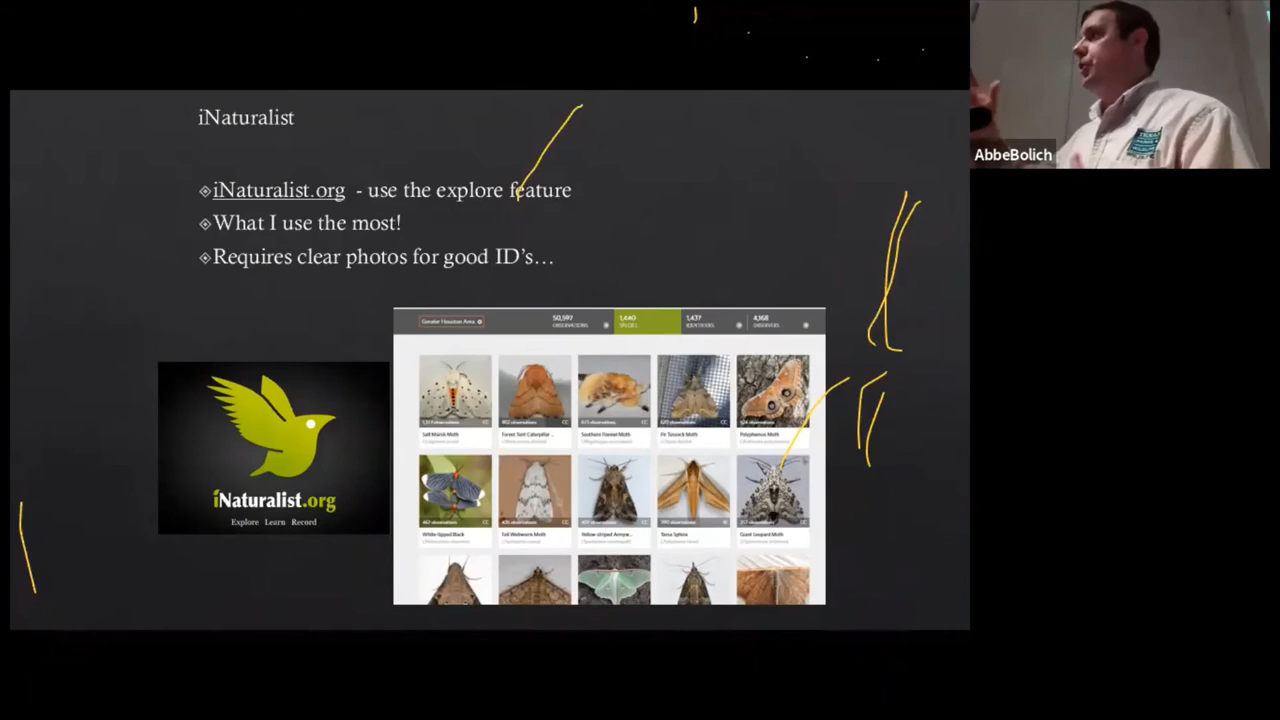 iNaturalist
AbbeBolich
◈iNaturalist.org - use the explore feature
◈What I use the most!
◈Requires clear photos for good ID's…
Greater Houston Area
50,597
OBSERVATIONS
SPECIES
1,437
IDENTIFIERS
4,168
OBSERVERS
Salt Marsh Moth
Forest Tent Caterpillar ...
Southern Flannel Moth
Fir Tussock Moth
Polyphemus Moth
White-tipped Black
Fall Webworm Moth
Yellow-striped Armyw...
Tersa Sphinx
Giant Leopard Moth
iNaturalist.org
Explore Learn Record
TEXAS